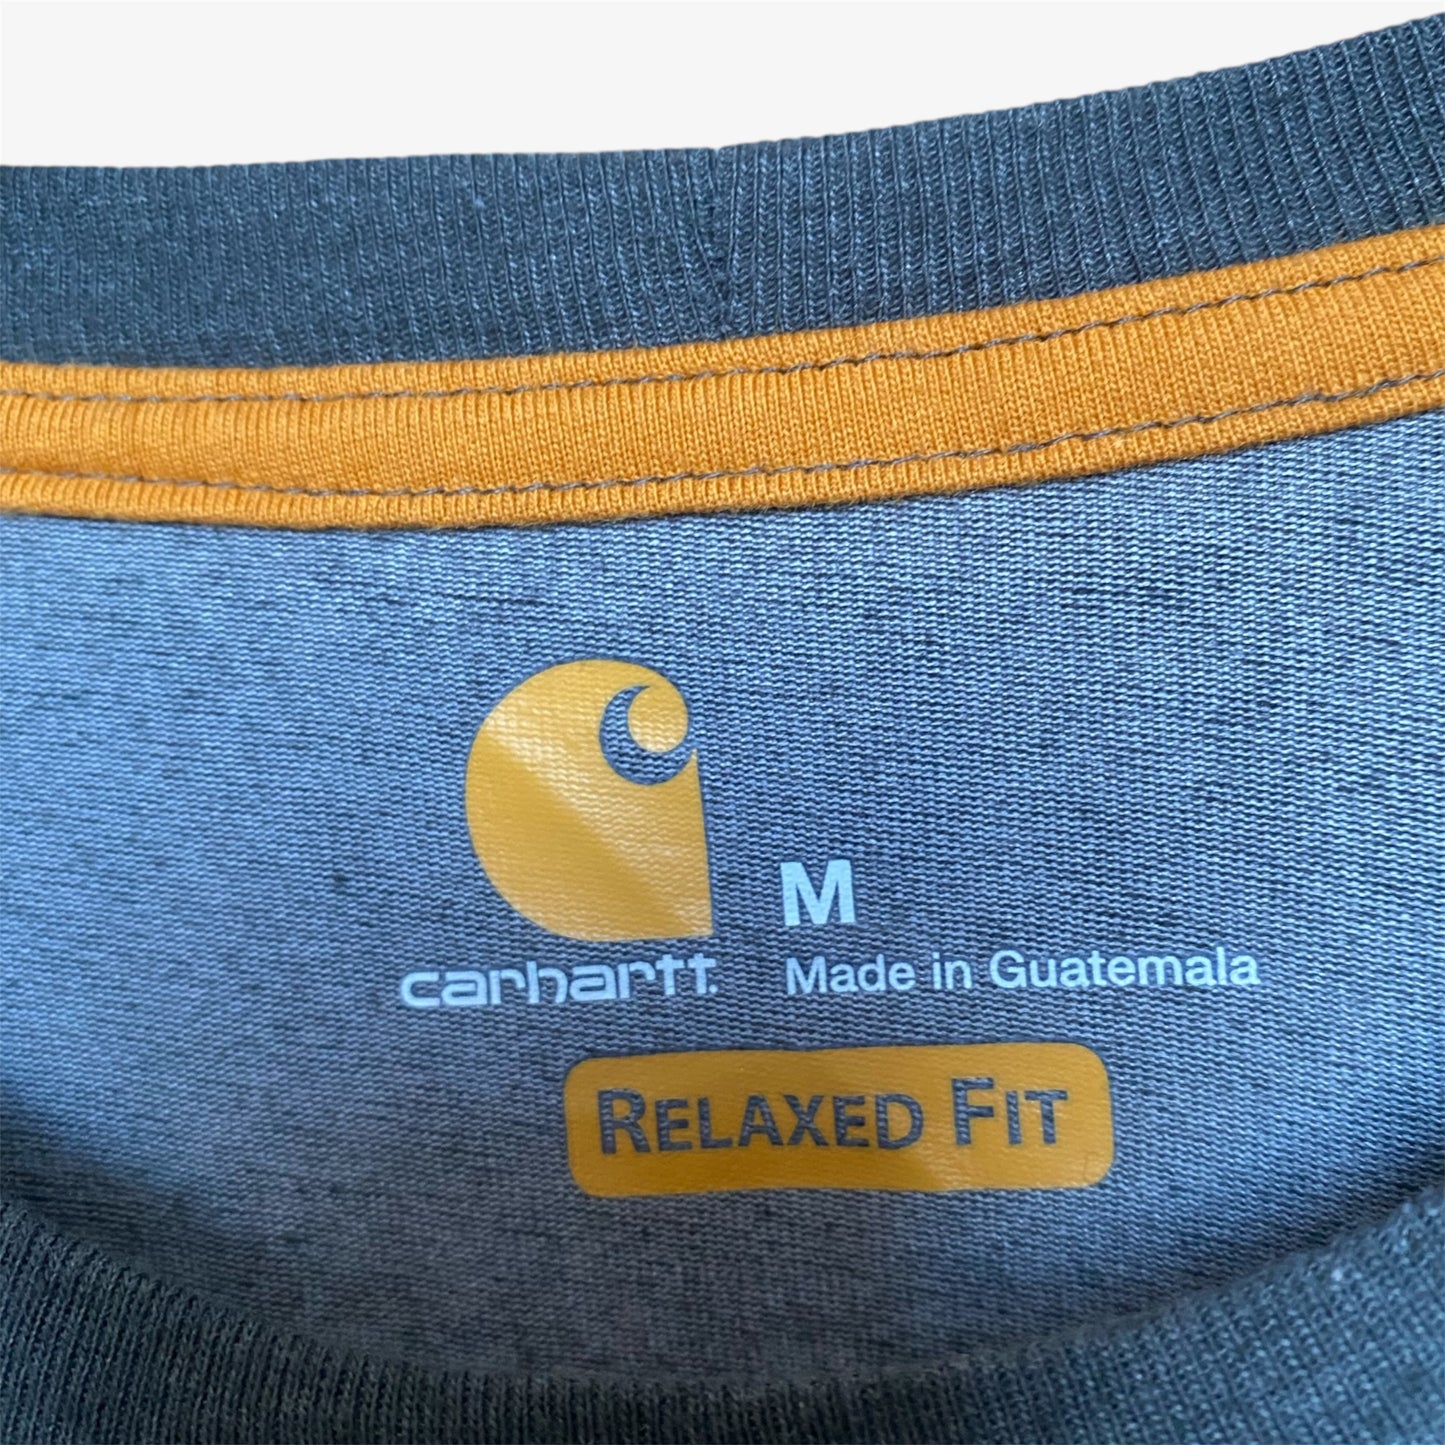 M
carhartt.
Made in Guatemala
RELAXED FIT